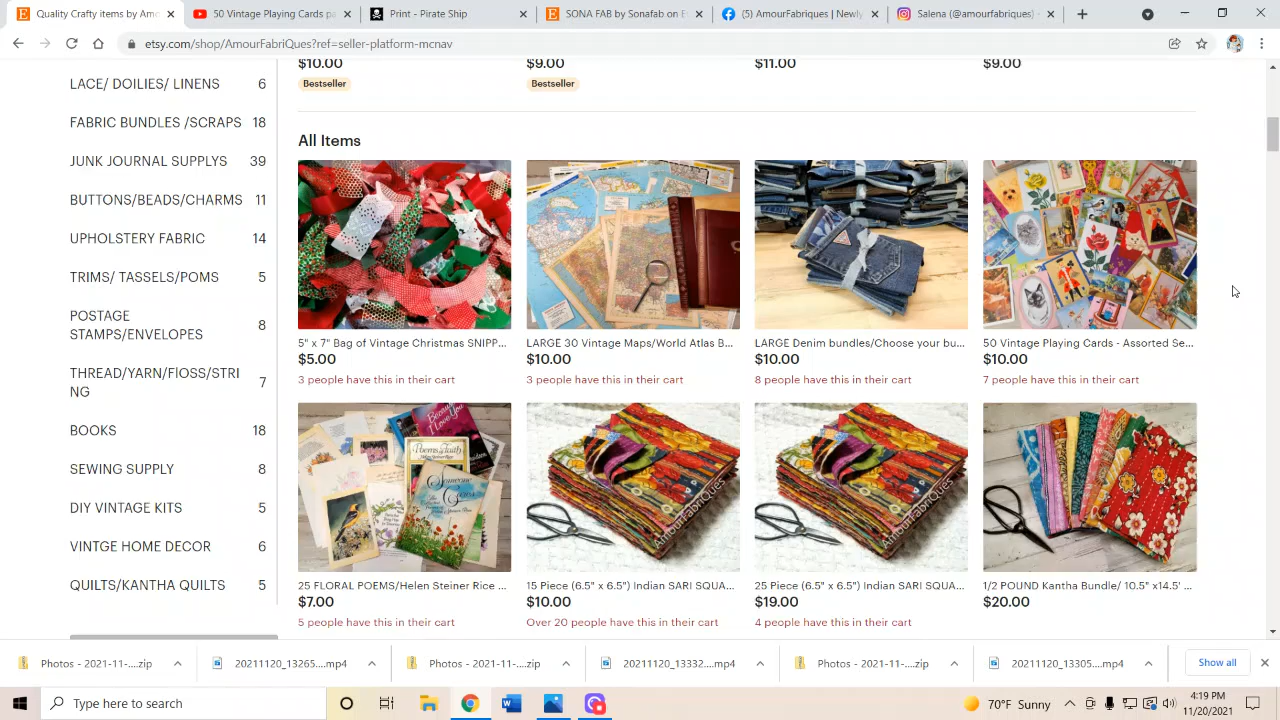 Quality Crafty items by Amo
50 Vintage Playing Cards pa
Print - Pirate Ship
SONA FAB by Sonafab on Etsy
(5) AmourFabriques | Newly
Salena (@amourfabriques) •
etsy.com/shop/AmourFabriQues?ref=seller-platform-mcnav
$10.00
$9.00
$11.00
$9.00
Bestseller
Bestseller
LACE/ DOILIES/ LINENS 6
FABRIC BUNDLES /SCRAPS 18
JUNK JOURNAL SUPPLYS 39
BUTTONS/BEADS/CHARMS 11
UPHOLSTERY FABRIC 14
TRIMS/ TASSELS/POMS 5
POSTAGE
STAMPS/ENVELOPES 8
THREAD/YARN/FlOSS/STRI
NG 7
BOOKS 18
SEWING SUPPLY 8
DIY VINTAGE KITS 5
VINTGE HOME DECOR 6
QUILTS/KANTHA QUILTS 5
All Items
5" x 7" Bag of Vintage Christmas SNIPP...
$5.00
3 people have this in their cart
LARGE 30 Vintage Maps/World Atlas B...
$10.00
3 people have this in their cart
LARGE Denim bundles/Choose your bu...
$10.00
8 people have this in their cart
50 Vintage Playing Cards - Assorted Se...
$10.00
7 people have this in their cart
Because
I Love You
Poems of Faith
Someone
Cares
AmourFabriQues
AmourFabriQues
25 FLORAL POEMS/Helen Steiner Rice ...
$7.00
5 people have this in their cart
15 Piece (6.5" x 6.5") Indian SARI SQUA...
$10.00
Over 20 people have this in their cart
25 Piece (6.5" x 6.5") Indian SARI SQUA...
$19.00
4 people have this in their cart
1/2 POUND Kantha Bundle/ 10.5" x14.5' ...
$20.00
Photos - 2021-11-....zip
20211120_13265....mp4
Photos - 2021-11-....zip
20211120_13332....mp4
Photos - 2021-11-....zip
20211120_13305....mp4
Show all
Type here to search
70°F Sunny
4:19 PM
11/20/2021